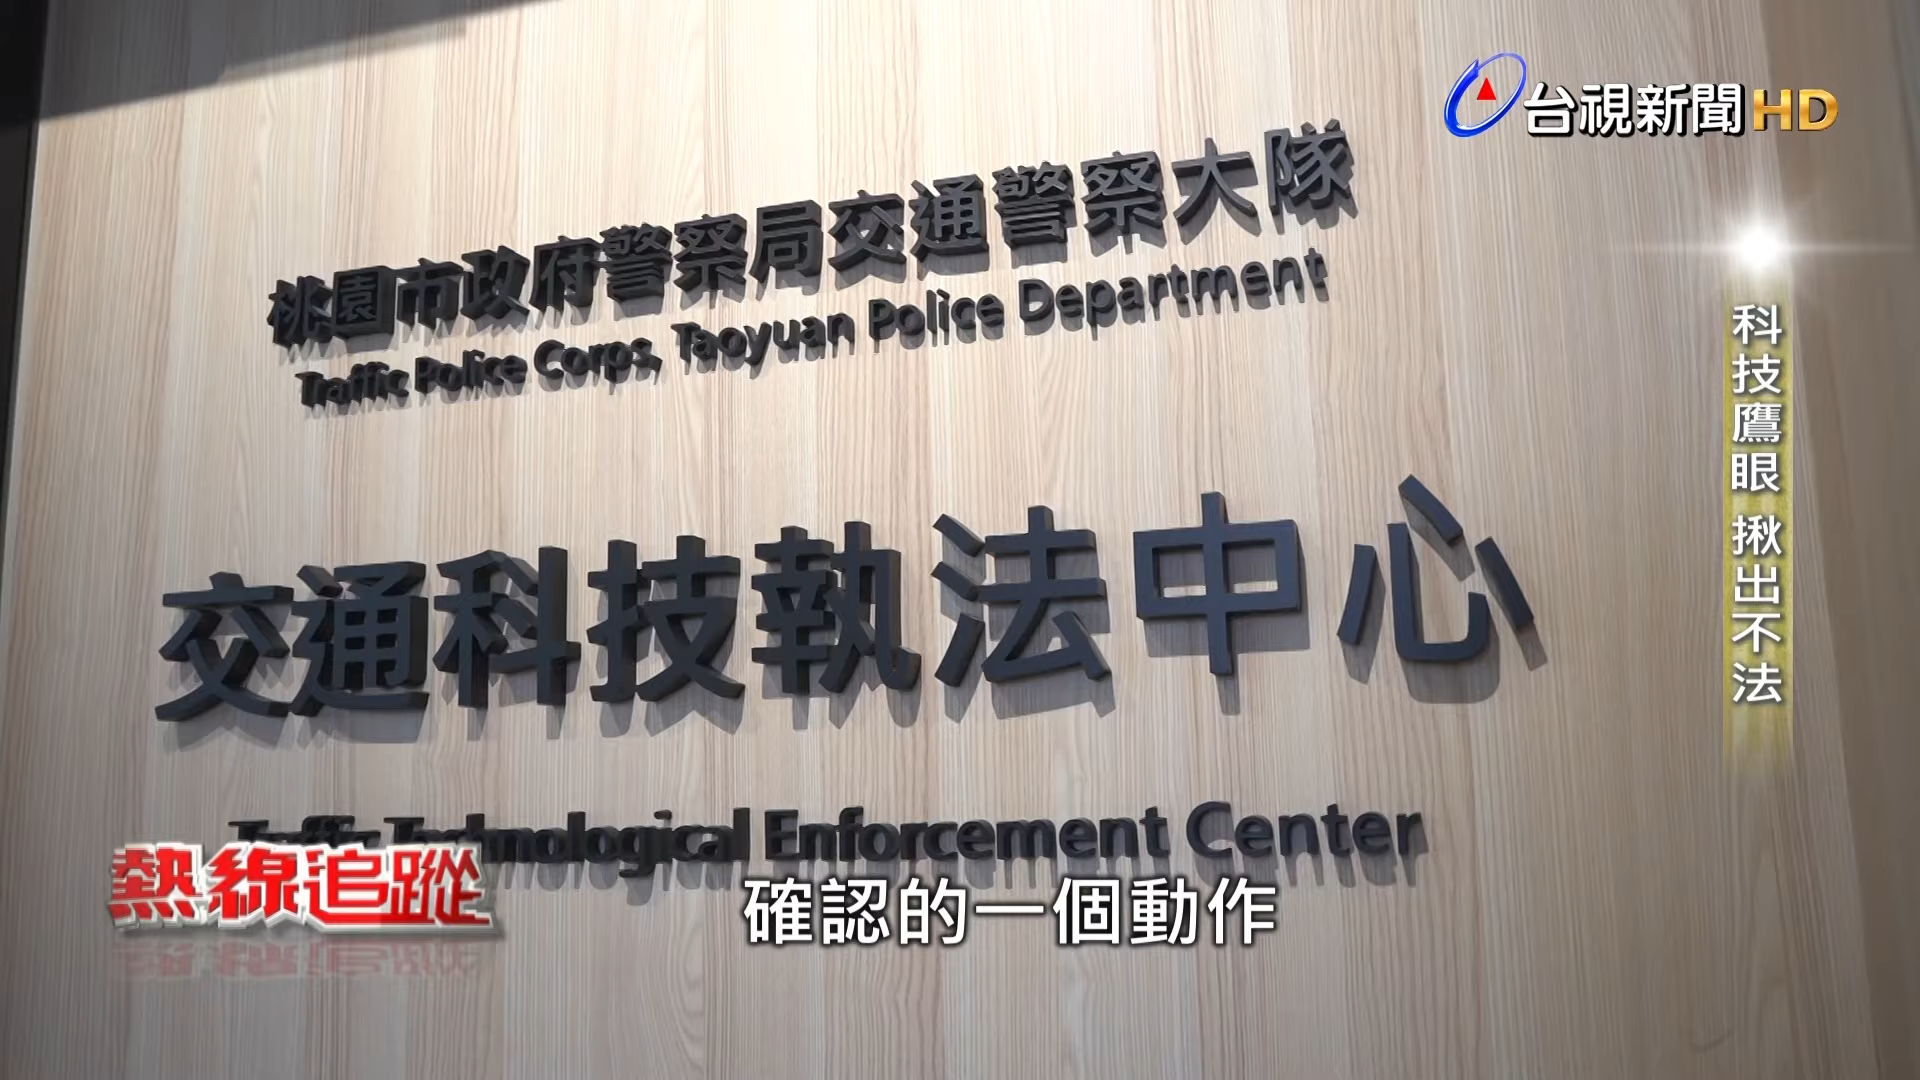 台視新聞HD
桃園市政府警察局交通警察大隊
Traffic Police Corps, Taoyuan Police Department
科技鷹眼 揪出不法
交通科技執法中心
Traffic Technological Enforcement Center
熱線追蹤
確認的一個動作